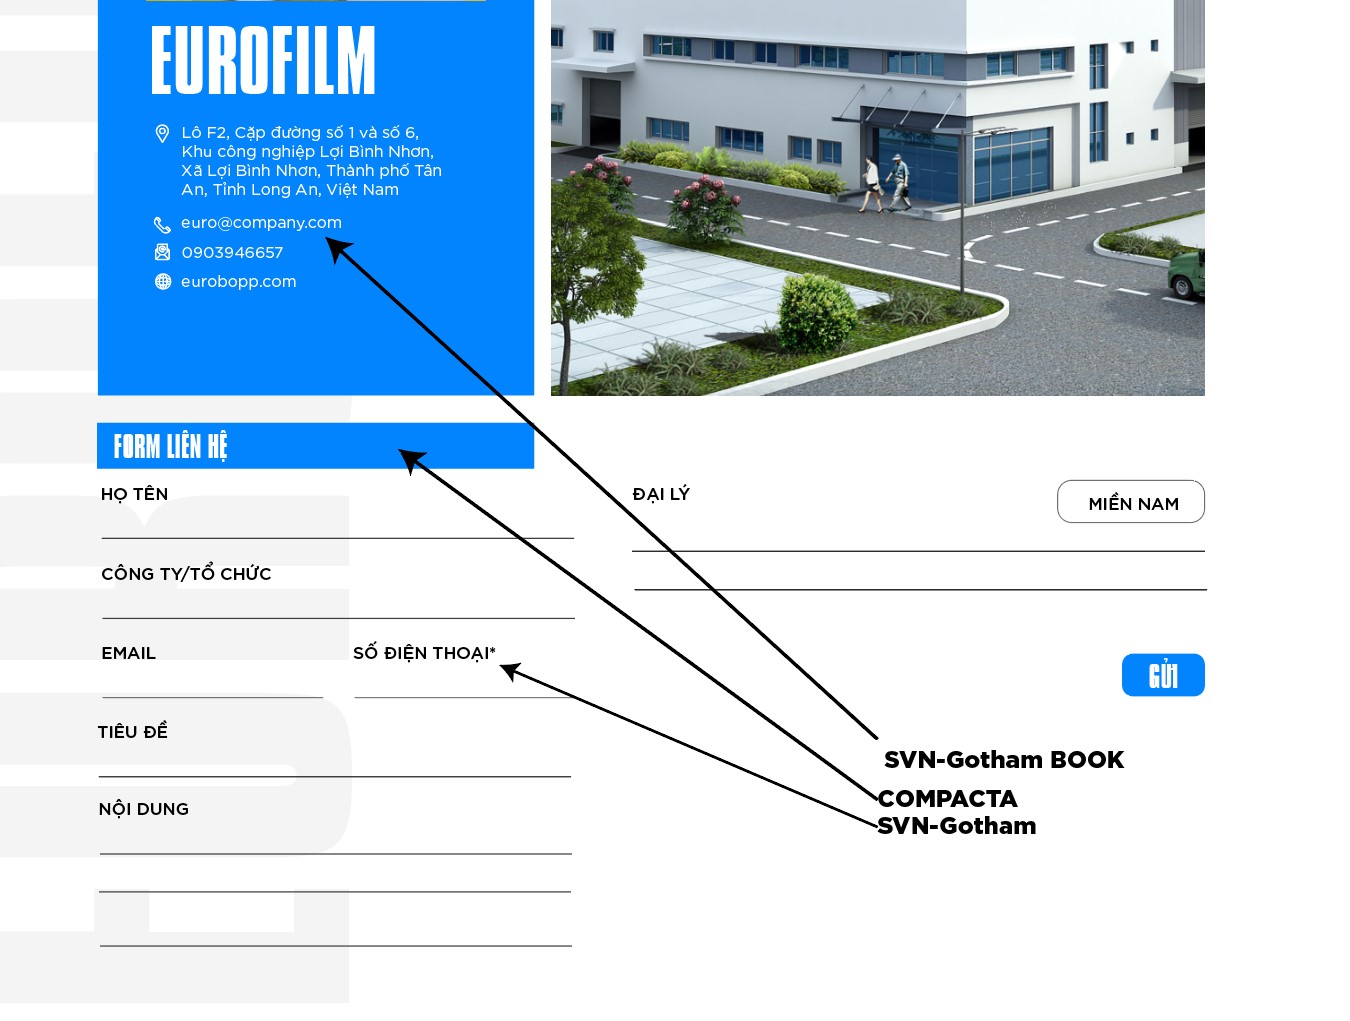 EUROFILM
Lô F2, Cặp đường số 1 và số 6,
Khu công nghiệp Lợi Bình Nhơn,
Xã Lợi Bình Nhơn, Thành phố Tân
An, Tỉnh Long An, Việt Nam
euro@company.com
0903946657
eurobopp.com
FORM LIÊN HỆ
HỌ TÊN
CÔNG TY/TỔ CHỨC
EMAIL
SỐ ĐIỆN THOẠI*
TIÊU ĐỀ
NỘI DUNG
ĐẠI LÝ
MIỀN NAM
GỬI
SVN-Gotham BOOK
COMPACTA
SVN-Gotham